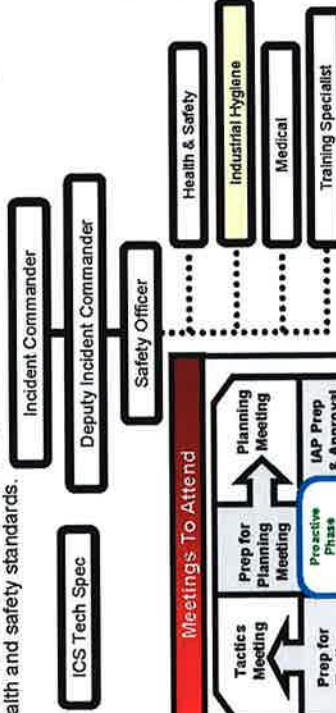 alth and safety standards.
Incident Commander
ICS Tech Spec
Deputy Incident Commander
Safety Officer
Health & Safety
Industrial Hygiene
Medical
Training Specialist
Meetings To Attend
Tactics
Meeting
Prep for
Planning
Meeting
Planning
Meeting
Prep for
Proactive
Phase
IAP Prep
& Approval